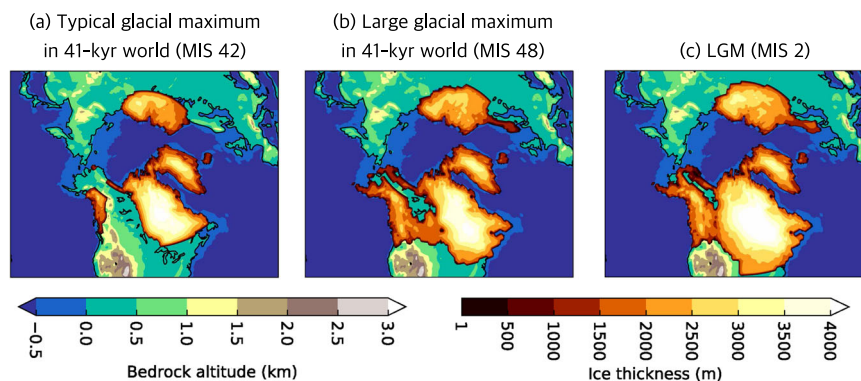 (a) Typical glacial maximum
in 41-kyr world (MIS 42)
(b) Large glacial maximum
in 41-kyr world (MIS 48)
(c) LGM (MIS 2)
−0.5
0.0
0.5
1.0
1.5
2.0
2.5
3.0
Bedrock altitude (km)
1
500
1000
1500
2000
2500
3000
3500
4000
Ice thickness (m)